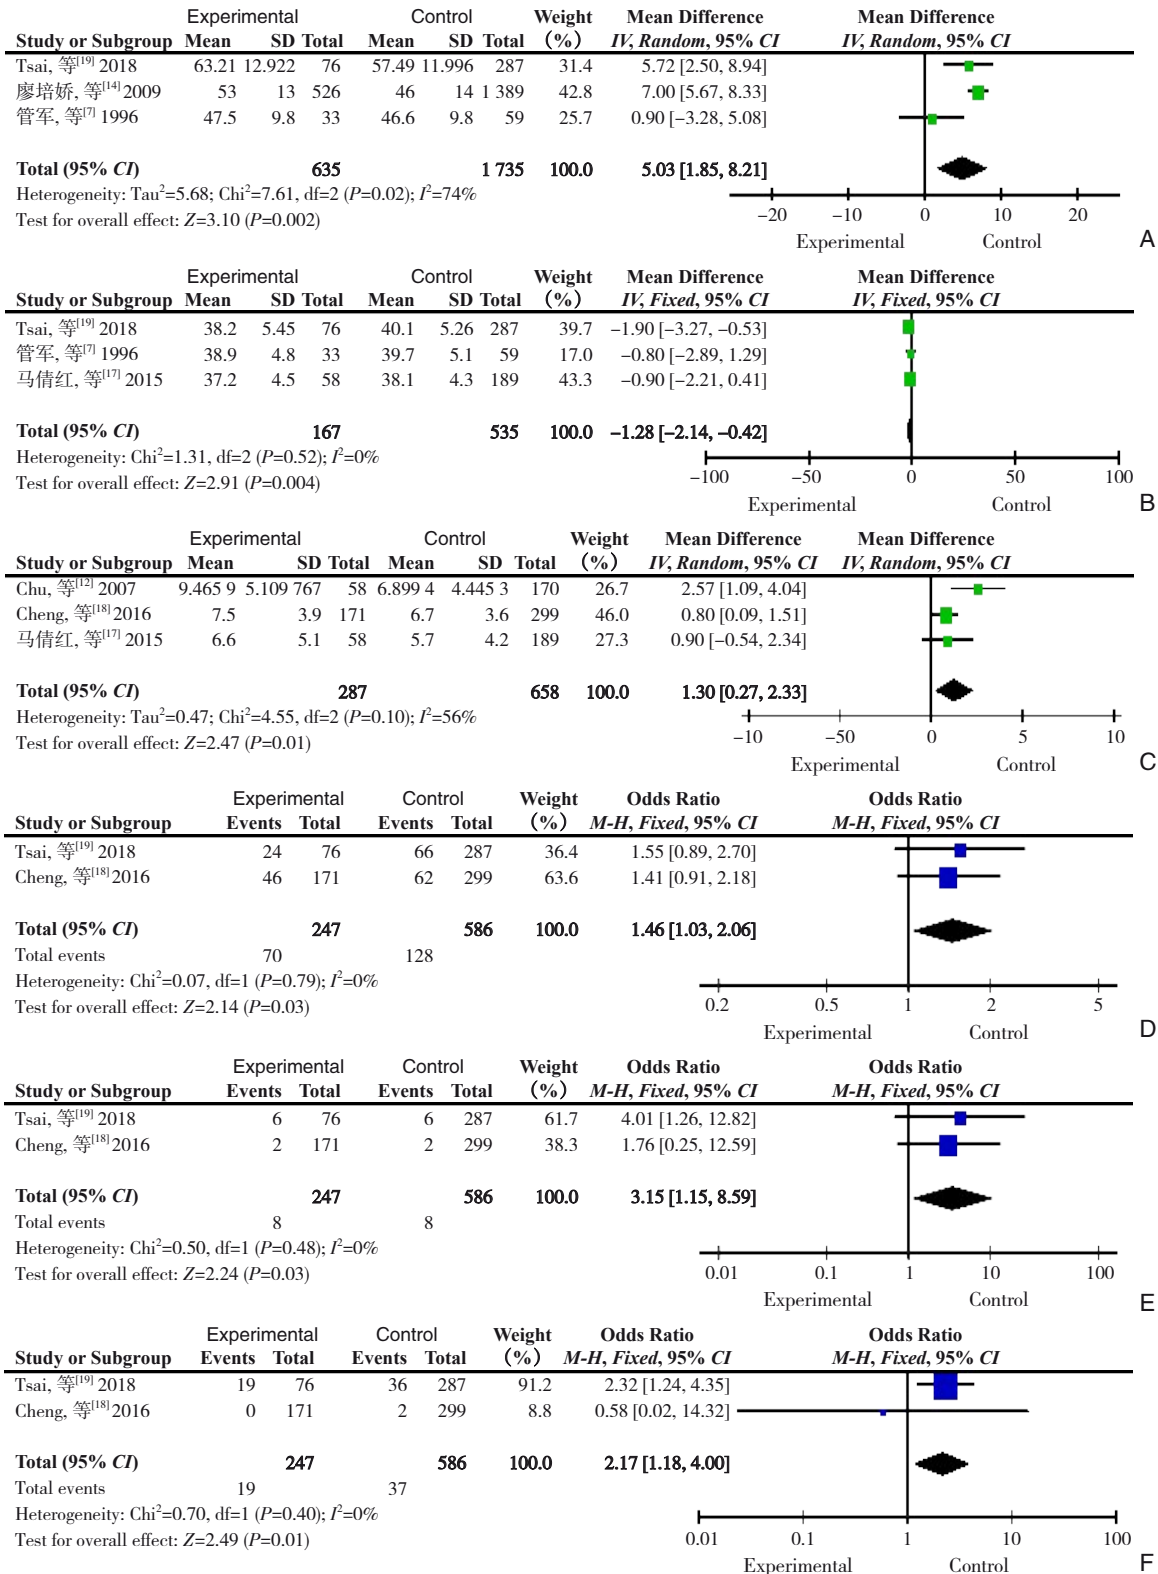 Experimental Control Weight Mean Difference Mean Difference
Study or Subgroup Mean SD Total Mean SD Total (%) IV, Random, 95% CI IV, Random, 95% CI
Tsai, 等[19] 2018 63.21 12.922 76 57.49 11.996 287 31.4 5.72 [2.50, 8.94]
廖培娇, 等[14] 2009 53 13 526 46 14 1 389 42.8 7.00 [5.67, 8.33]
管军, 等[7] 1996 47.5 9.8 33 46.6 9.8 59 25.7 0.90 [−3.28, 5.08]
Total (95% CI) 635 1 735 100.0 5.03 [1.85, 8.21]
Heterogeneity: Tau²=5.68; Chi²=7.61, df=2 (P=0.02); I²=74%
Test for overall effect: Z=3.10 (P=0.002)
−20 −10 0 10 20
Experimental Control
A
Experimental Control Weight Mean Difference Mean Difference
Study or Subgroup Mean SD Total Mean SD Total (%) IV, Fixed, 95% CI IV, Fixed, 95% CI
Tsai, 等[19] 2018 38.2 5.45 76 40.1 5.26 287 39.7 −1.90 [−3.27, −0.53]
管军, 等[7] 1996 38.9 4.8 33 39.7 5.1 59 17.0 −0.80 [−2.89, 1.29]
马倩红, 等[17] 2015 37.2 4.5 58 38.1 4.3 189 43.3 −0.90 [−2.21, 0.41]
Total (95% CI) 167 535 100.0 −1.28 [−2.14, −0.42]
Heterogeneity: Chi²=1.31, df=2 (P=0.52); I²=0%
Test for overall effect: Z=2.91 (P=0.004)
−100 −50 0 50 100
Experimental Control
B
Experimental Control Weight Mean Difference Mean Difference
Study or Subgroup Mean SD Total Mean SD Total (%) IV, Random, 95% CI IV, Random, 95% CI
Chu, 等[12] 2007 9.465 9 5.109 767 58 6.899 4 4.445 3 170 26.7 2.57 [1.09, 4.04]
Cheng, 等[18] 2016 7.5 3.9 171 6.7 3.6 299 46.0 0.80 [0.09, 1.51]
马倩红, 等[17] 2015 6.6 5.1 58 5.7 4.2 189 27.3 0.90 [−0.54, 2.34]
Total (95% CI) 287 658 100.0 1.30 [0.27, 2.33]
Heterogeneity: Tau²=0.47; Chi²=4.55, df=2 (P=0.10); I²=56%
Test for overall effect: Z=2.47 (P=0.01)
−10 −50 0 5 10
Experimental Control
C
Experimental Control Weight Odds Ratio Odds Ratio
Study or Subgroup Events Total Events Total (%) M-H, Fixed, 95% CI M-H, Fixed, 95% CI
Tsai, 等[19] 2018 24 76 66 287 36.4 1.55 [0.89, 2.70]
Cheng, 等[18] 2016 46 171 62 299 63.6 1.41 [0.91, 2.18]
Total (95% CI) 247 586 100.0 1.46 [1.03, 2.06]
Total events 70 128
Heterogeneity: Chi²=0.07, df=1 (P=0.79); I²=0%
Test for overall effect: Z=2.14 (P=0.03)
0.2 0.5 1 2 5
Experimental Control
D
Experimental Control Weight Odds Ratio Odds Ratio
Study or Subgroup Events Total Events Total (%) M-H, Fixed, 95% CI M-H, Fixed, 95% CI
Tsai, 等[19] 2018 6 76 6 287 61.7 4.01 [1.26, 12.82]
Cheng, 等[18] 2016 2 171 2 299 38.3 1.76 [0.25, 12.59]
Total (95% CI) 247 586 100.0 3.15 [1.15, 8.59]
Total events 8 8
Heterogeneity: Chi²=0.50, df=1 (P=0.48); I²=0%
Test for overall effect: Z=2.24 (P=0.03)
0.01 0.1 1 10 100
Experimental Control
E
Experimental Control Weight Odds Ratio Odds Ratio
Study or Subgroup Events Total Events Total (%) M-H, Fixed, 95% CI M-H, Fixed, 95% CI
Tsai, 等[19] 2018 19 76 36 287 91.2 2.32 [1.24, 4.35]
Cheng, 等[18] 2016 0 171 2 299 8.8 0.58 [0.02, 14.32]
Total (95% CI) 247 586 100.0 2.17 [1.18, 4.00]
Total events 19 37
Heterogeneity: Chi²=0.70, df=1 (P=0.40); I²=0%
Test for overall effect: Z=2.49 (P=0.01)
0.01 0.1 1 10 100
Experimental Control
F